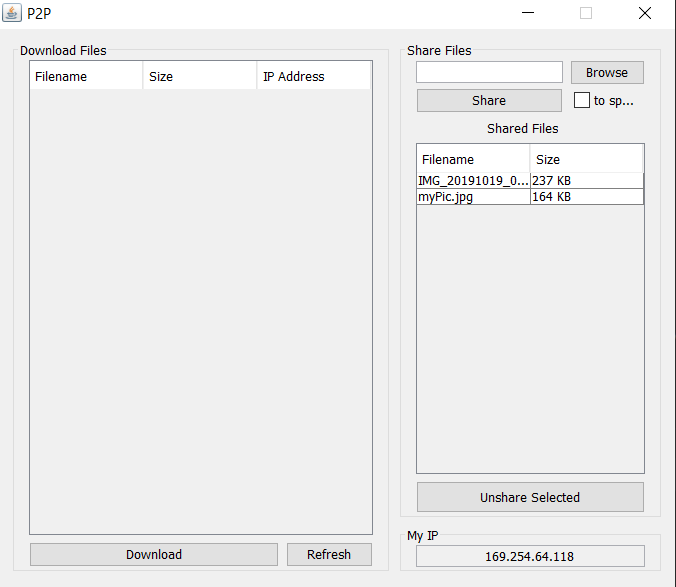 P2P
Download Files
Filename Size IP Address
Download Refresh
Share Files
Browse
Share to sp...
Shared Files
Filename Size
IMG_20191019_0... 237 KB
myPic.jpg 164 KB
Unshare Selected
My IP
169.254.64.118